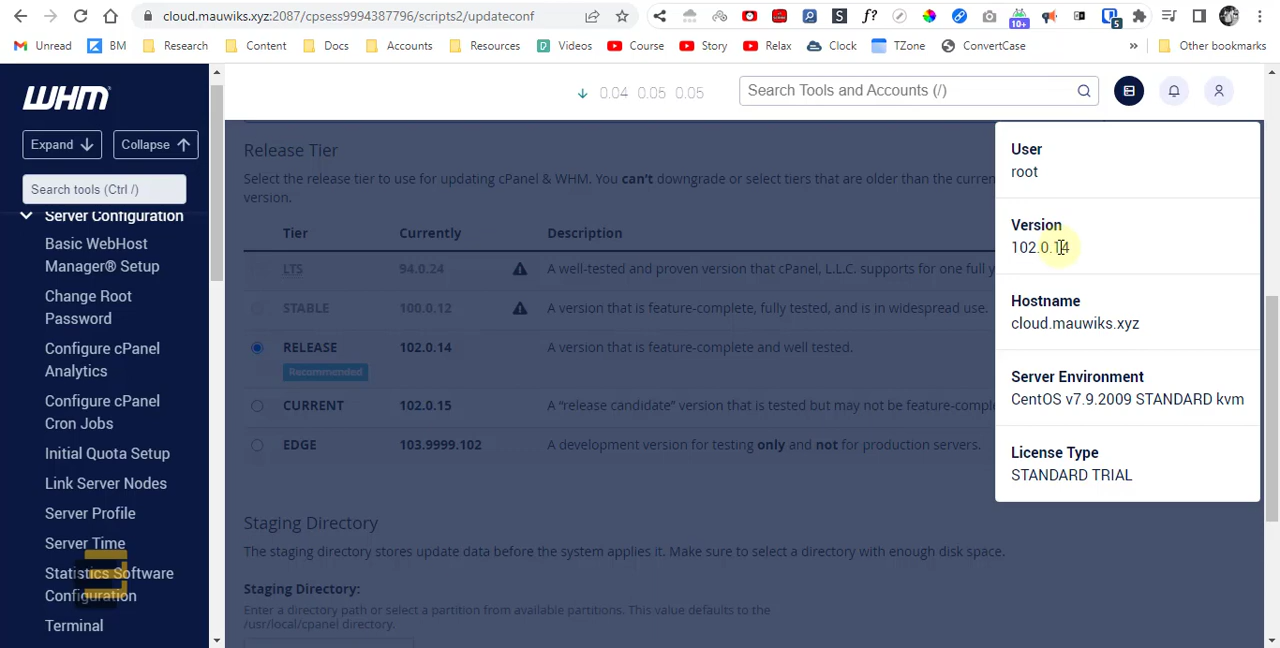 cloud.mauwiks.xyz:2087/cpsess9994387796/scripts2/updateconf
10+
5
Unread
BM
Research
Content
Docs
Accounts
Resources
Videos
Course
Story
Relax
Clock
TZone
ConvertCase
»
Other bookmarks
WHM
Expand
Collapse
Search tools (Ctrl /)
Server Configuration
Basic WebHost
Manager® Setup
Change Root
Password
Configure cPanel
Analytics
Configure cPanel
Cron Jobs
Initial Quota Setup
Link Server Nodes
Server Profile
Server Time
Statistics Software
Configuration
Terminal
0.04 0.05 0.05
Search Tools and Accounts (/)
Release Tier
Select the release tier to use for updating cPanel & WHM. You can’t downgrade or select tiers that are older than the current
version.
Tier Currently Description
LTS 94.0.24 A well-tested and proven version that cPanel, L.L.C. supports for one full y
STABLE 100.0.12 A version that is feature-complete, fully tested, and is in widespread use.
RELEASE 102.0.14 A version that is feature-complete and well tested.
Recommended
CURRENT 102.0.15 A “release candidate” version that is tested but may not be feature-comple
EDGE 103.9999.102 A development version for testing only and not for production servers.
Staging Directory
The staging directory stores update data before the system applies it. Make sure to select a directory with enough disk space.
Staging Directory:
Enter a directory path or select a partition from available partitions. This value defaults to the
/usr/local/cpanel directory.
User
root
Version
102.0.14
Hostname
cloud.mauwiks.xyz
Server Environment
CentOS v7.9.2009 STANDARD kvm
License Type
STANDARD TRIAL